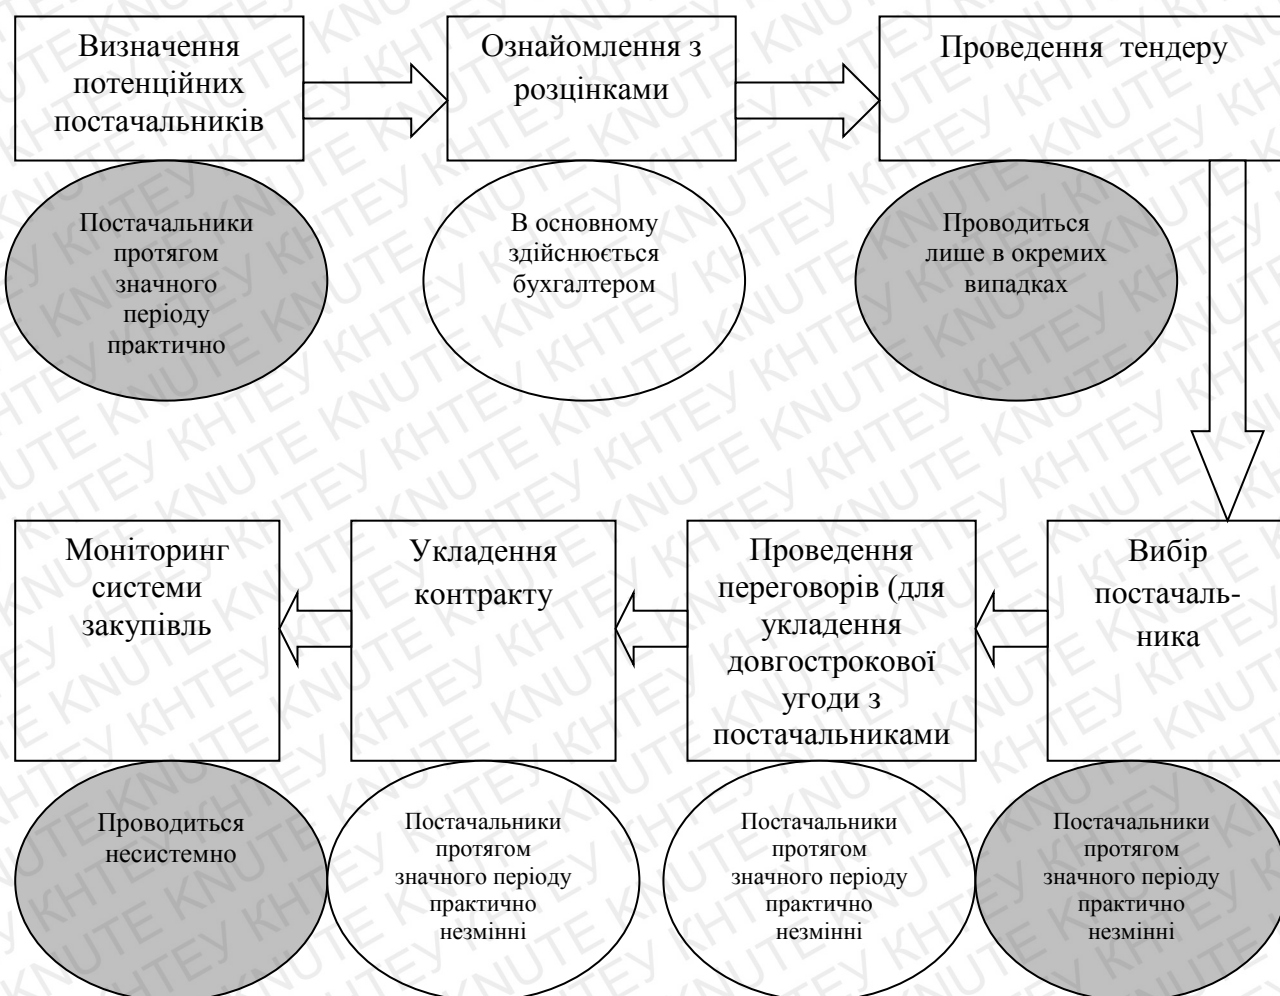 Визначення
потенційних
постачальників
Ознайомлення з
розцінками
Проведення тендеру
Постачальники
протягом
значного
періоду
практично
В основному
здійснюється
бухгалтером
Проводиться
лише в окремих
випадках
Моніторинг
системи
закупівль
Укладення
контракту
Проведення
переговорів (для
укладення
довгострокової
угоди з
постачальниками
Вибір
постачаль-
ника
Проводиться
несистемно
Постачальники
протягом
значного періоду
практично
незмінні
Постачальники
протягом
значного періоду
практично
незмінні
Постачальники
протягом
значного періоду
практично
незмінні